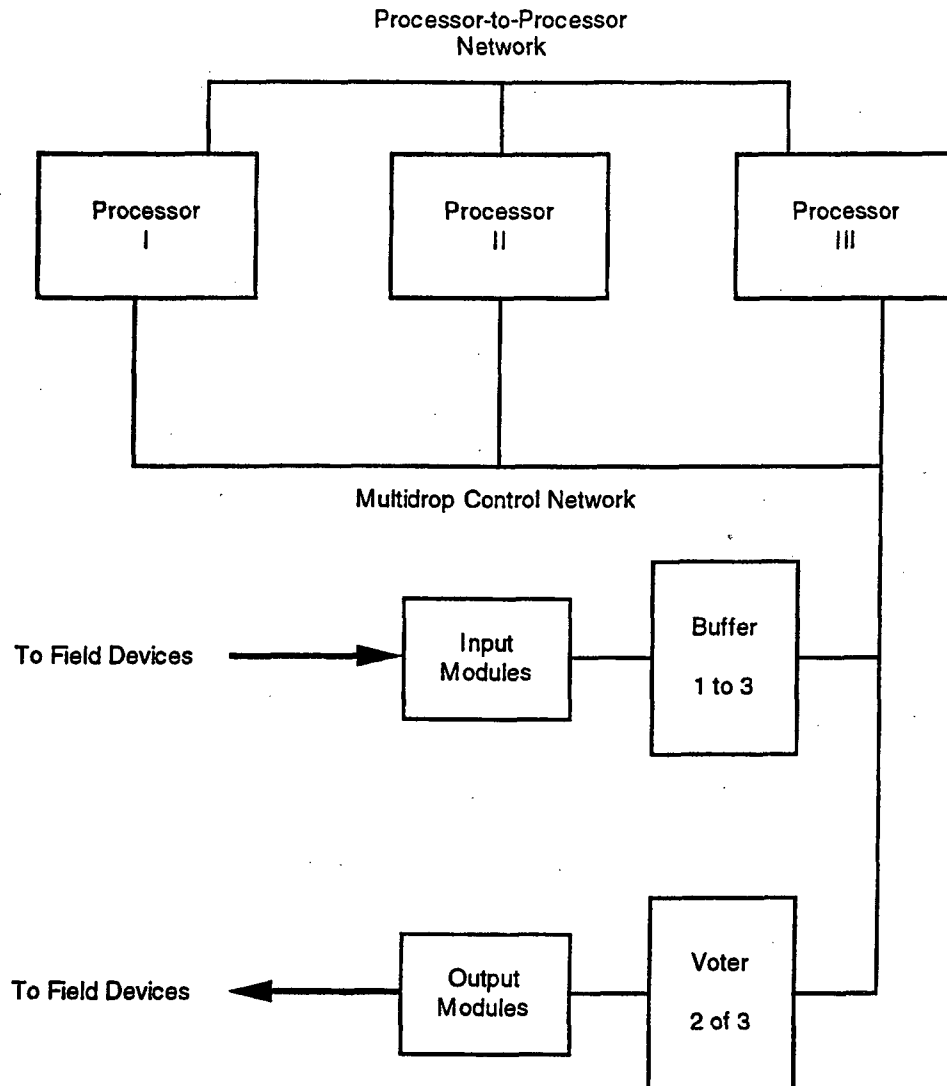 Processor-to-Processor
Network
Processor
I
Processor
II
Processor
III
Multidrop Control Network
To Field Devices
Input
Modules
Buffer
1 to 3
To Field Devices
Output
Modules
Voter
2 of 3